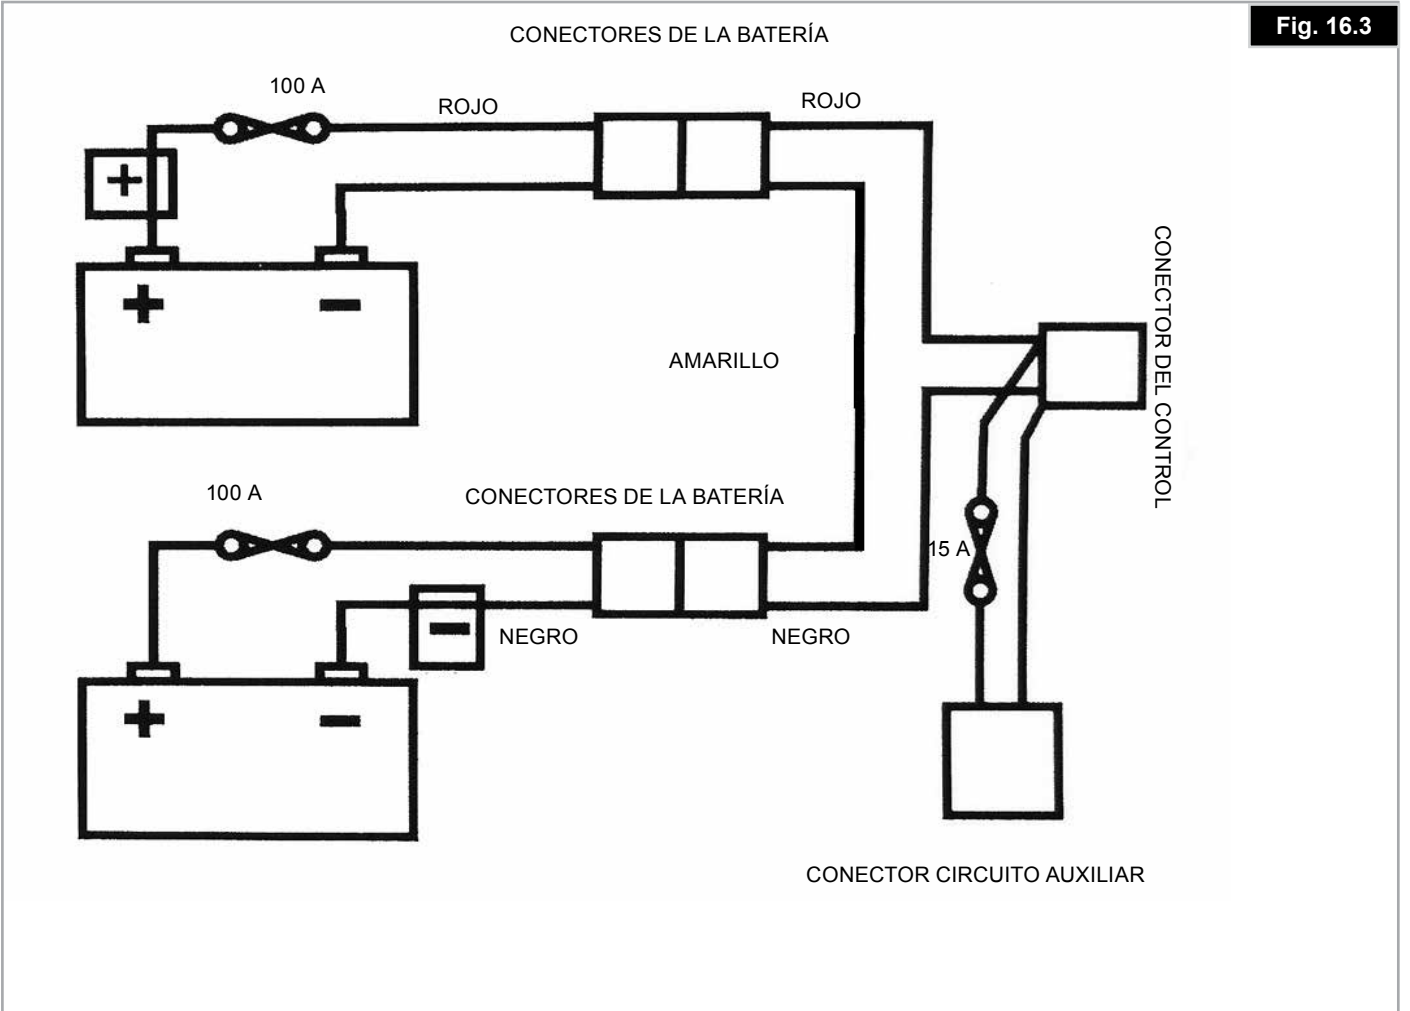 Fig. 16.3
CONECTORES DE LA BATERÍA
100 A
ROJO
ROJO
+
+
−
AMARILLO
CONECTOR DEL CONTROL
100 A
CONECTORES DE LA BATERÍA
15 A
−
NEGRO
NEGRO
+
−
CONECTOR CIRCUITO AUXILIAR